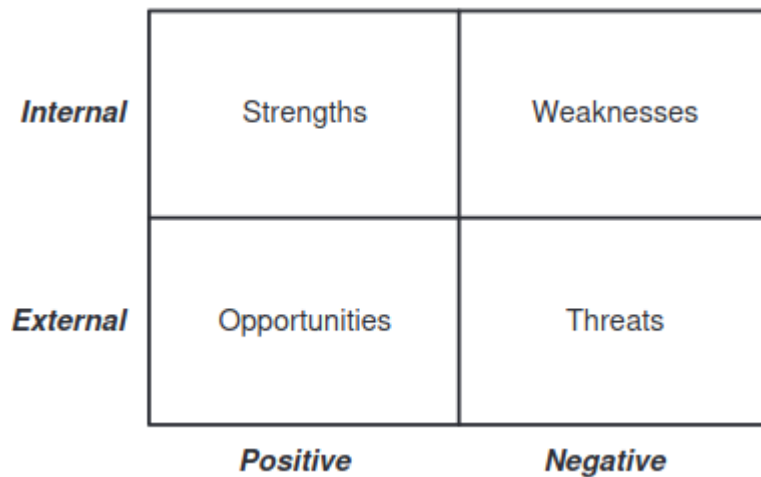 Internal Strengths Weaknesses
External Opportunities Threats
Positive Negative